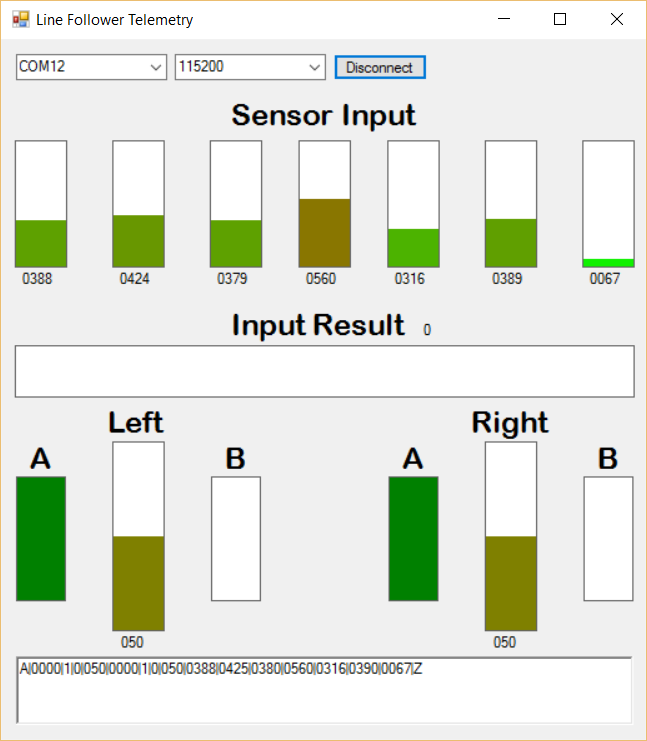 Line Follower Telemetry
COM12 115200 Disconnect
Sensor Input
0388 0424 0379 0560 0316 0389 0067
Input Result 0
Left Right
A B A B
050 050
A|0000|1|0|050|0000|1|0|050|0388|0425|0380|0560|0316|0390|0067|Z